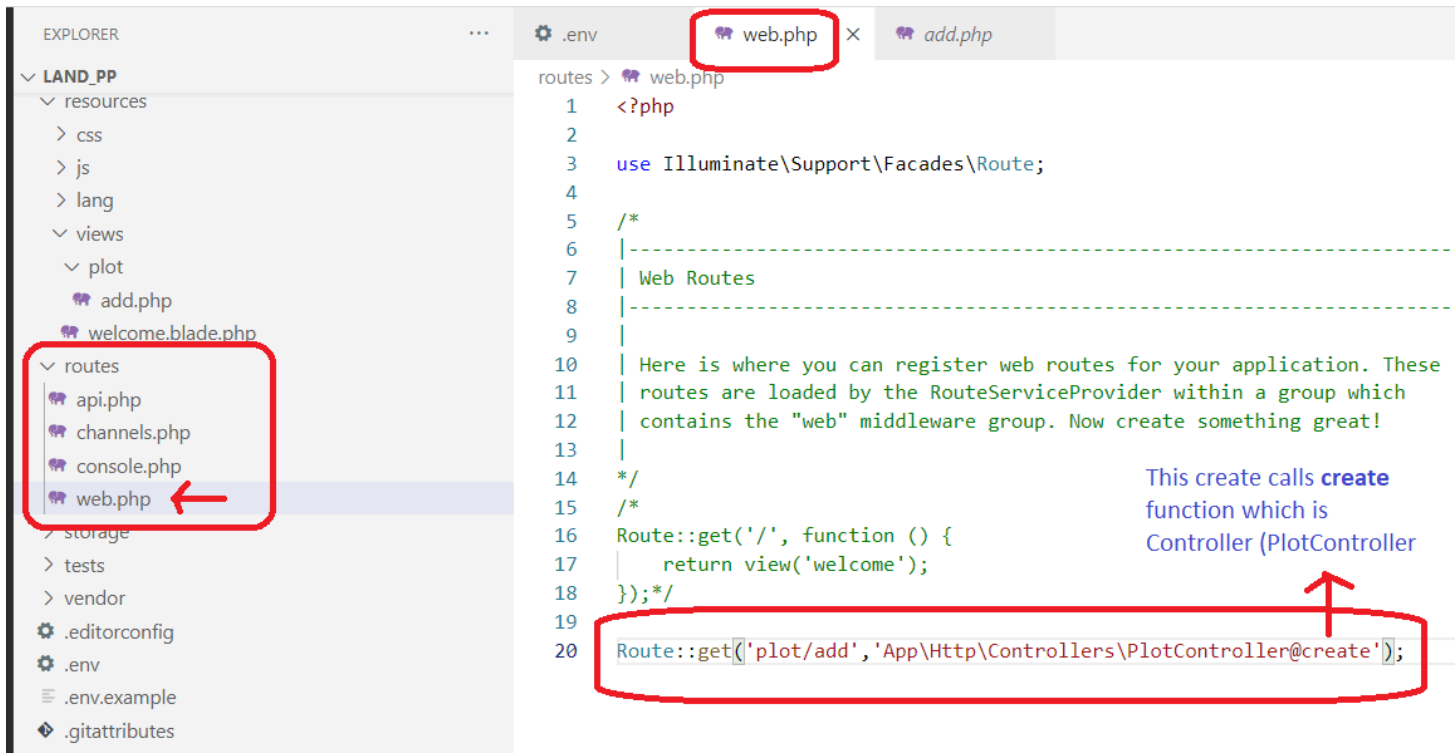 EXPLORER
LAND_PP
resources
css
js
lang
views
plot
add.php
welcome.blade.php
routes
api.php
channels.php
console.php
web.php
storage
tests
vendor
.editorconfig
.env
.env.example
.gitattributes
.env
web.php
add.php
routes > web.php
1 <?php
2
3 use Illuminate\Support\Facades\Route;
4
5 /*
6 |--------------------------------------------------------------------------
7 | Web Routes
8 |--------------------------------------------------------------------------
9 |
10 | Here is where you can register web routes for your application. These
11 | routes are loaded by the RouteServiceProvider within a group which
12 | contains the "web" middleware group. Now create something great!
13 |
14 */
15 /*
16 Route::get('/', function () {
17 return view('welcome');
18 });*/
19
20 Route::get('plot/add','App\Http\Controllers\PlotController@create');
This create calls create
function which is
Controller (PlotController